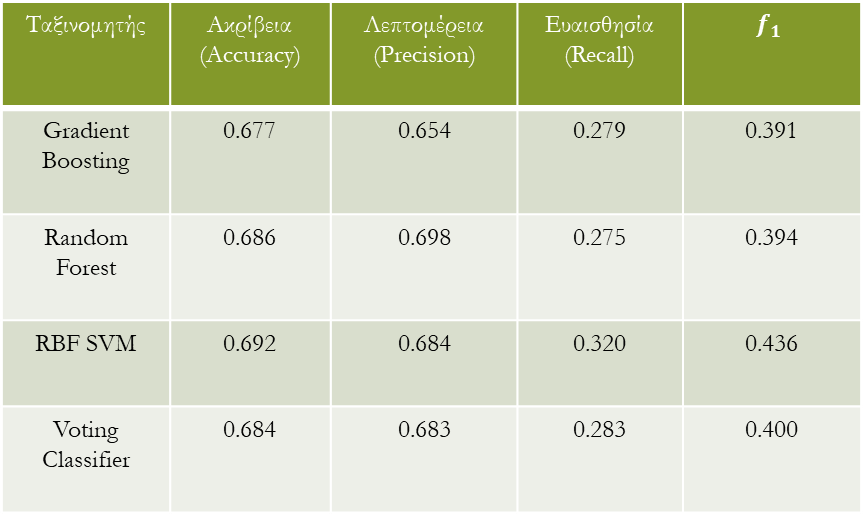 Ταξινομητής Ακρίβεια Λεπτομέρεια Ευαισθησία f1
(Accuracy) (Precision) (Recall)
Gradient 0.677 0.654 0.279 0.391
Boosting
Random 0.686 0.698 0.275 0.394
Forest
RBF SVM 0.692 0.684 0.320 0.436
Voting 0.684 0.683 0.283 0.400
Classifier